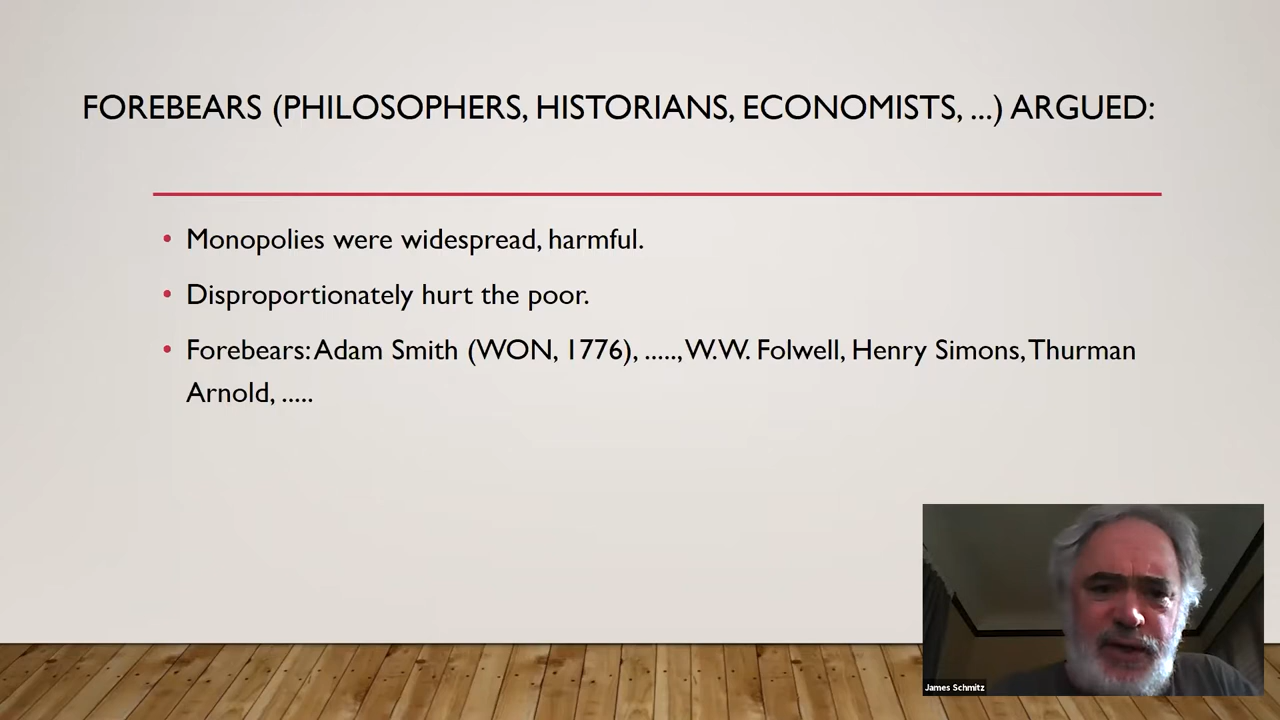 FOREBEARS (PHILOSOPHERS, HISTORIANS, ECONOMISTS, ...) ARGUED:
• Monopolies were widespread, harmful.
• Disproportionately hurt the poor.
• Forebears: Adam Smith (WON, 1776), ....., W.W. Folwell, Henry Simons, Thurman
Arnold, .....
James Schmitz